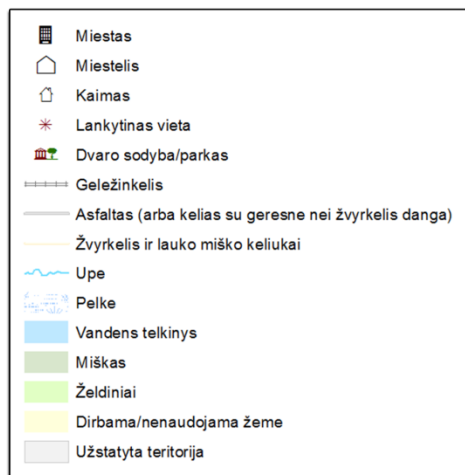 Miestas
Miestelis
Kaimas
Lankytinas vieta
Dvaro sodyba/parkas
Geležinkelis
Asfaltas (arba kelias su geresne nei žvyrkelis danga)
Žvyrkelis ir lauko miško keliukai
Upe
Pelke
Vandens telkinys
Miškas
Želdiniai
Dirbama/nenaudojama žeme
Užstatyta teritorija